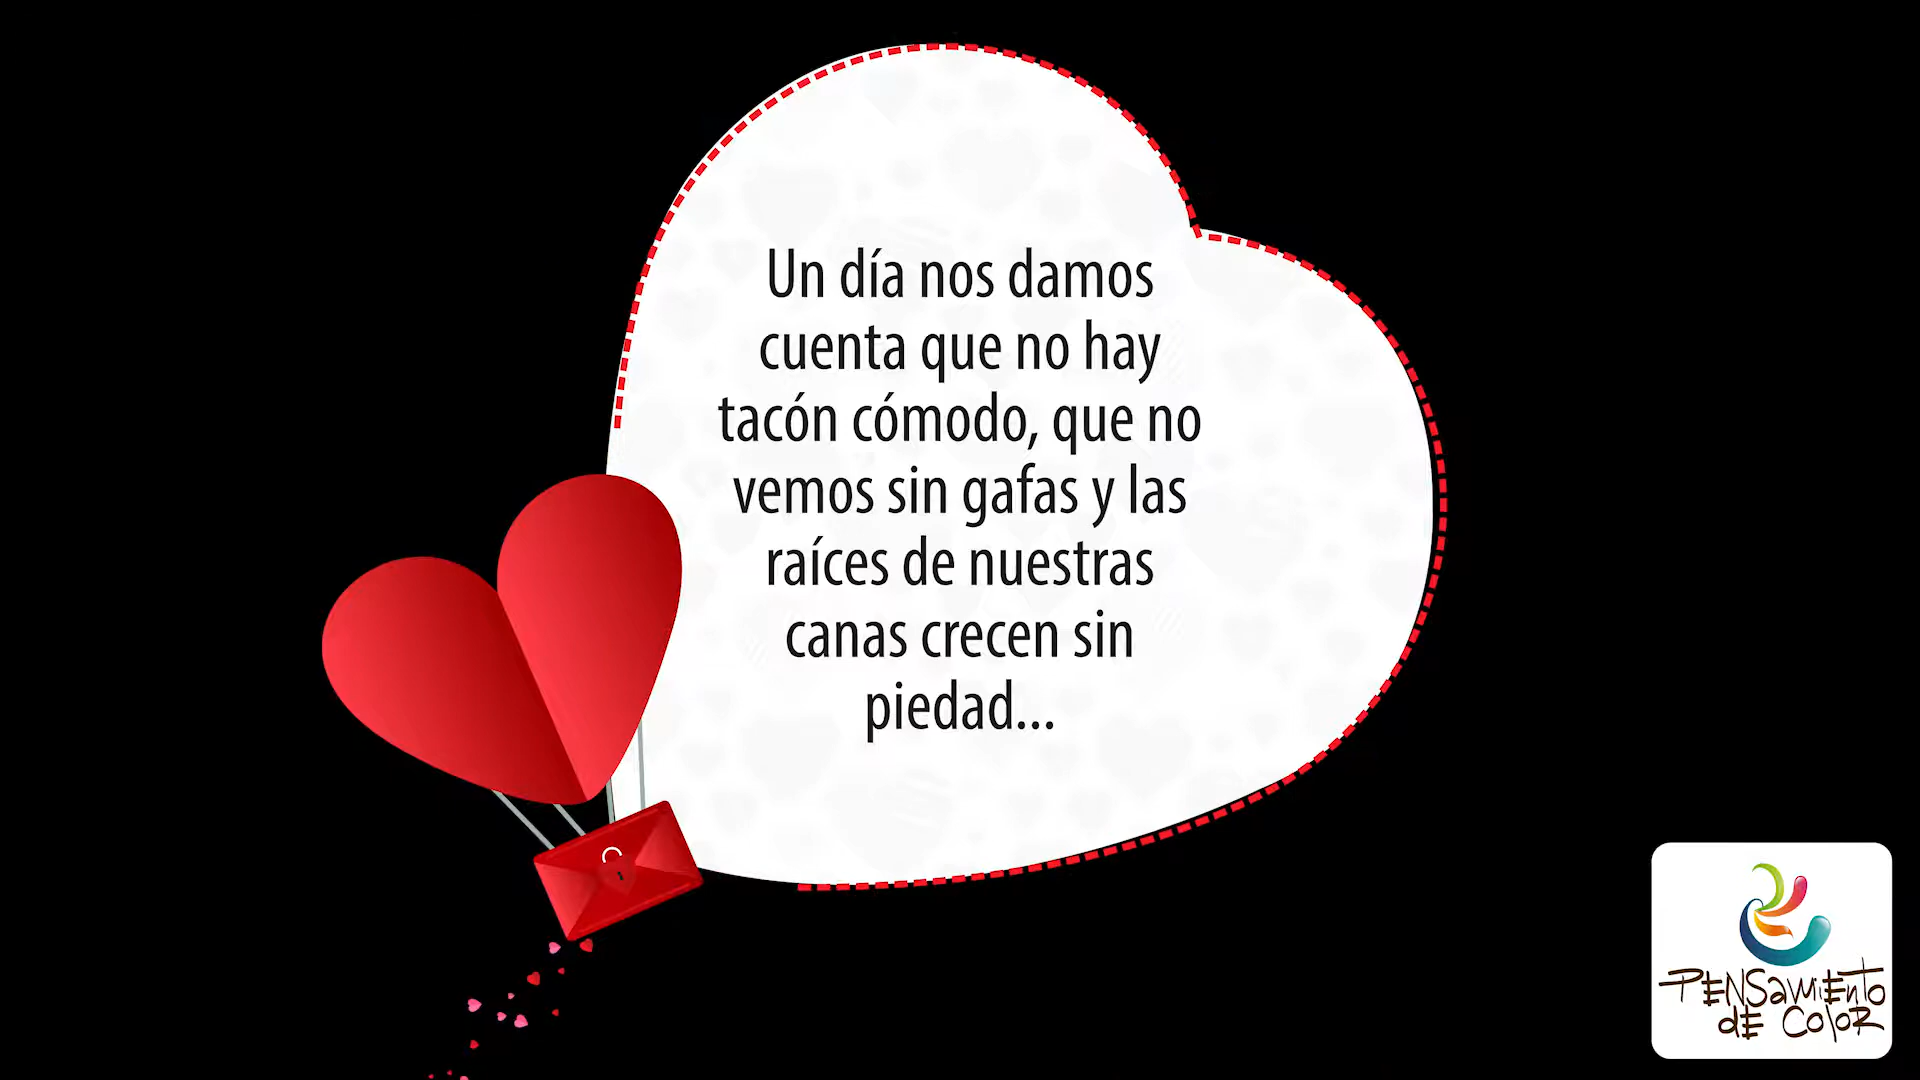 Un día nos damos
cuenta que no hay
tacón cómodo, que no
vemos sin gafas y las
raíces de nuestras
canas crecen sin
piedad...
PENSamiENto
dE ColoR